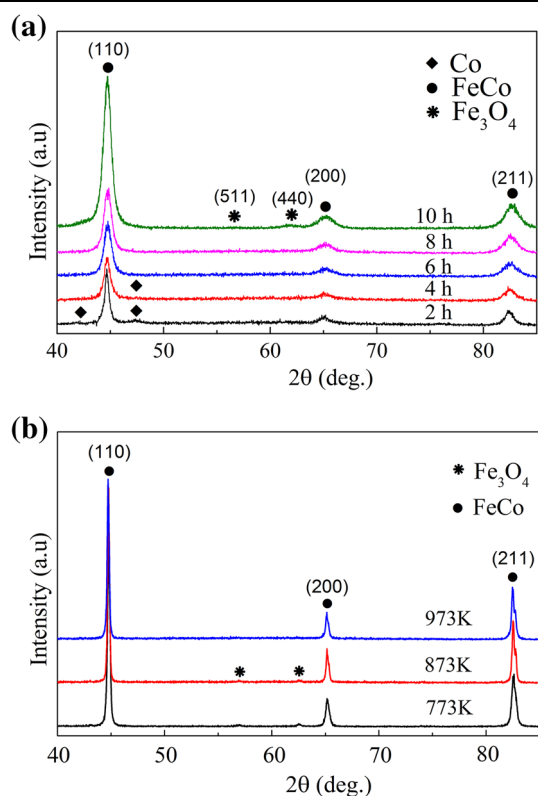 (a)
(110)
◆ Co
● FeCo
✱ Fe₃O₄
(511)
(440)
(200)
(211)
10 h
8 h
6 h
4 h
2 h
Intensity (a.u)
40 50 60 70 80
2θ (deg.)
(b)
(110)
✱ Fe₃O₄
● FeCo
(200)
(211)
973K
873K
773K
Intensity (a.u)
40 50 60 70 80
2θ (deg.)